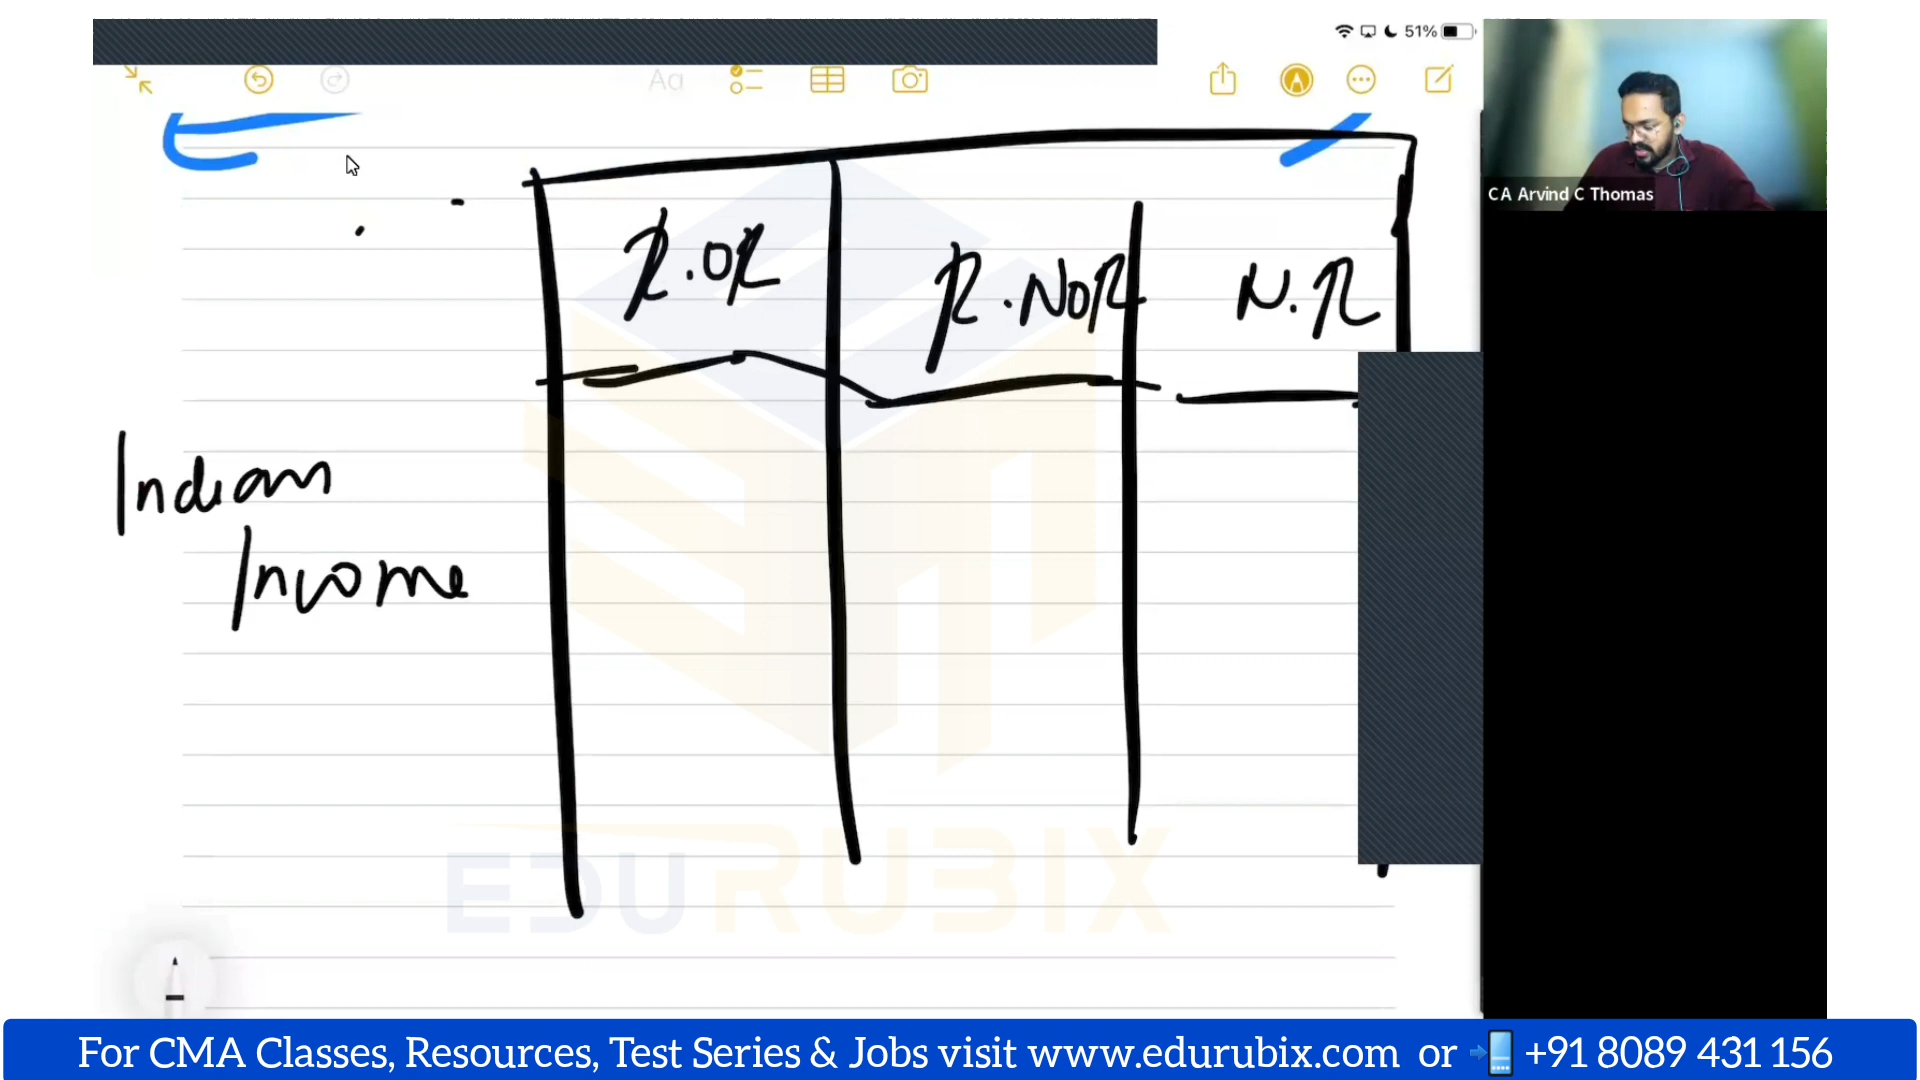 51%
Aa
CA Arvind C Thomas
R.OR R.NOR N.R
Indian
Income
EDURUBIX
For CMA Classes, Resources, Test Series & Jobs visit www.edurubix.com or +91 8089 431 156